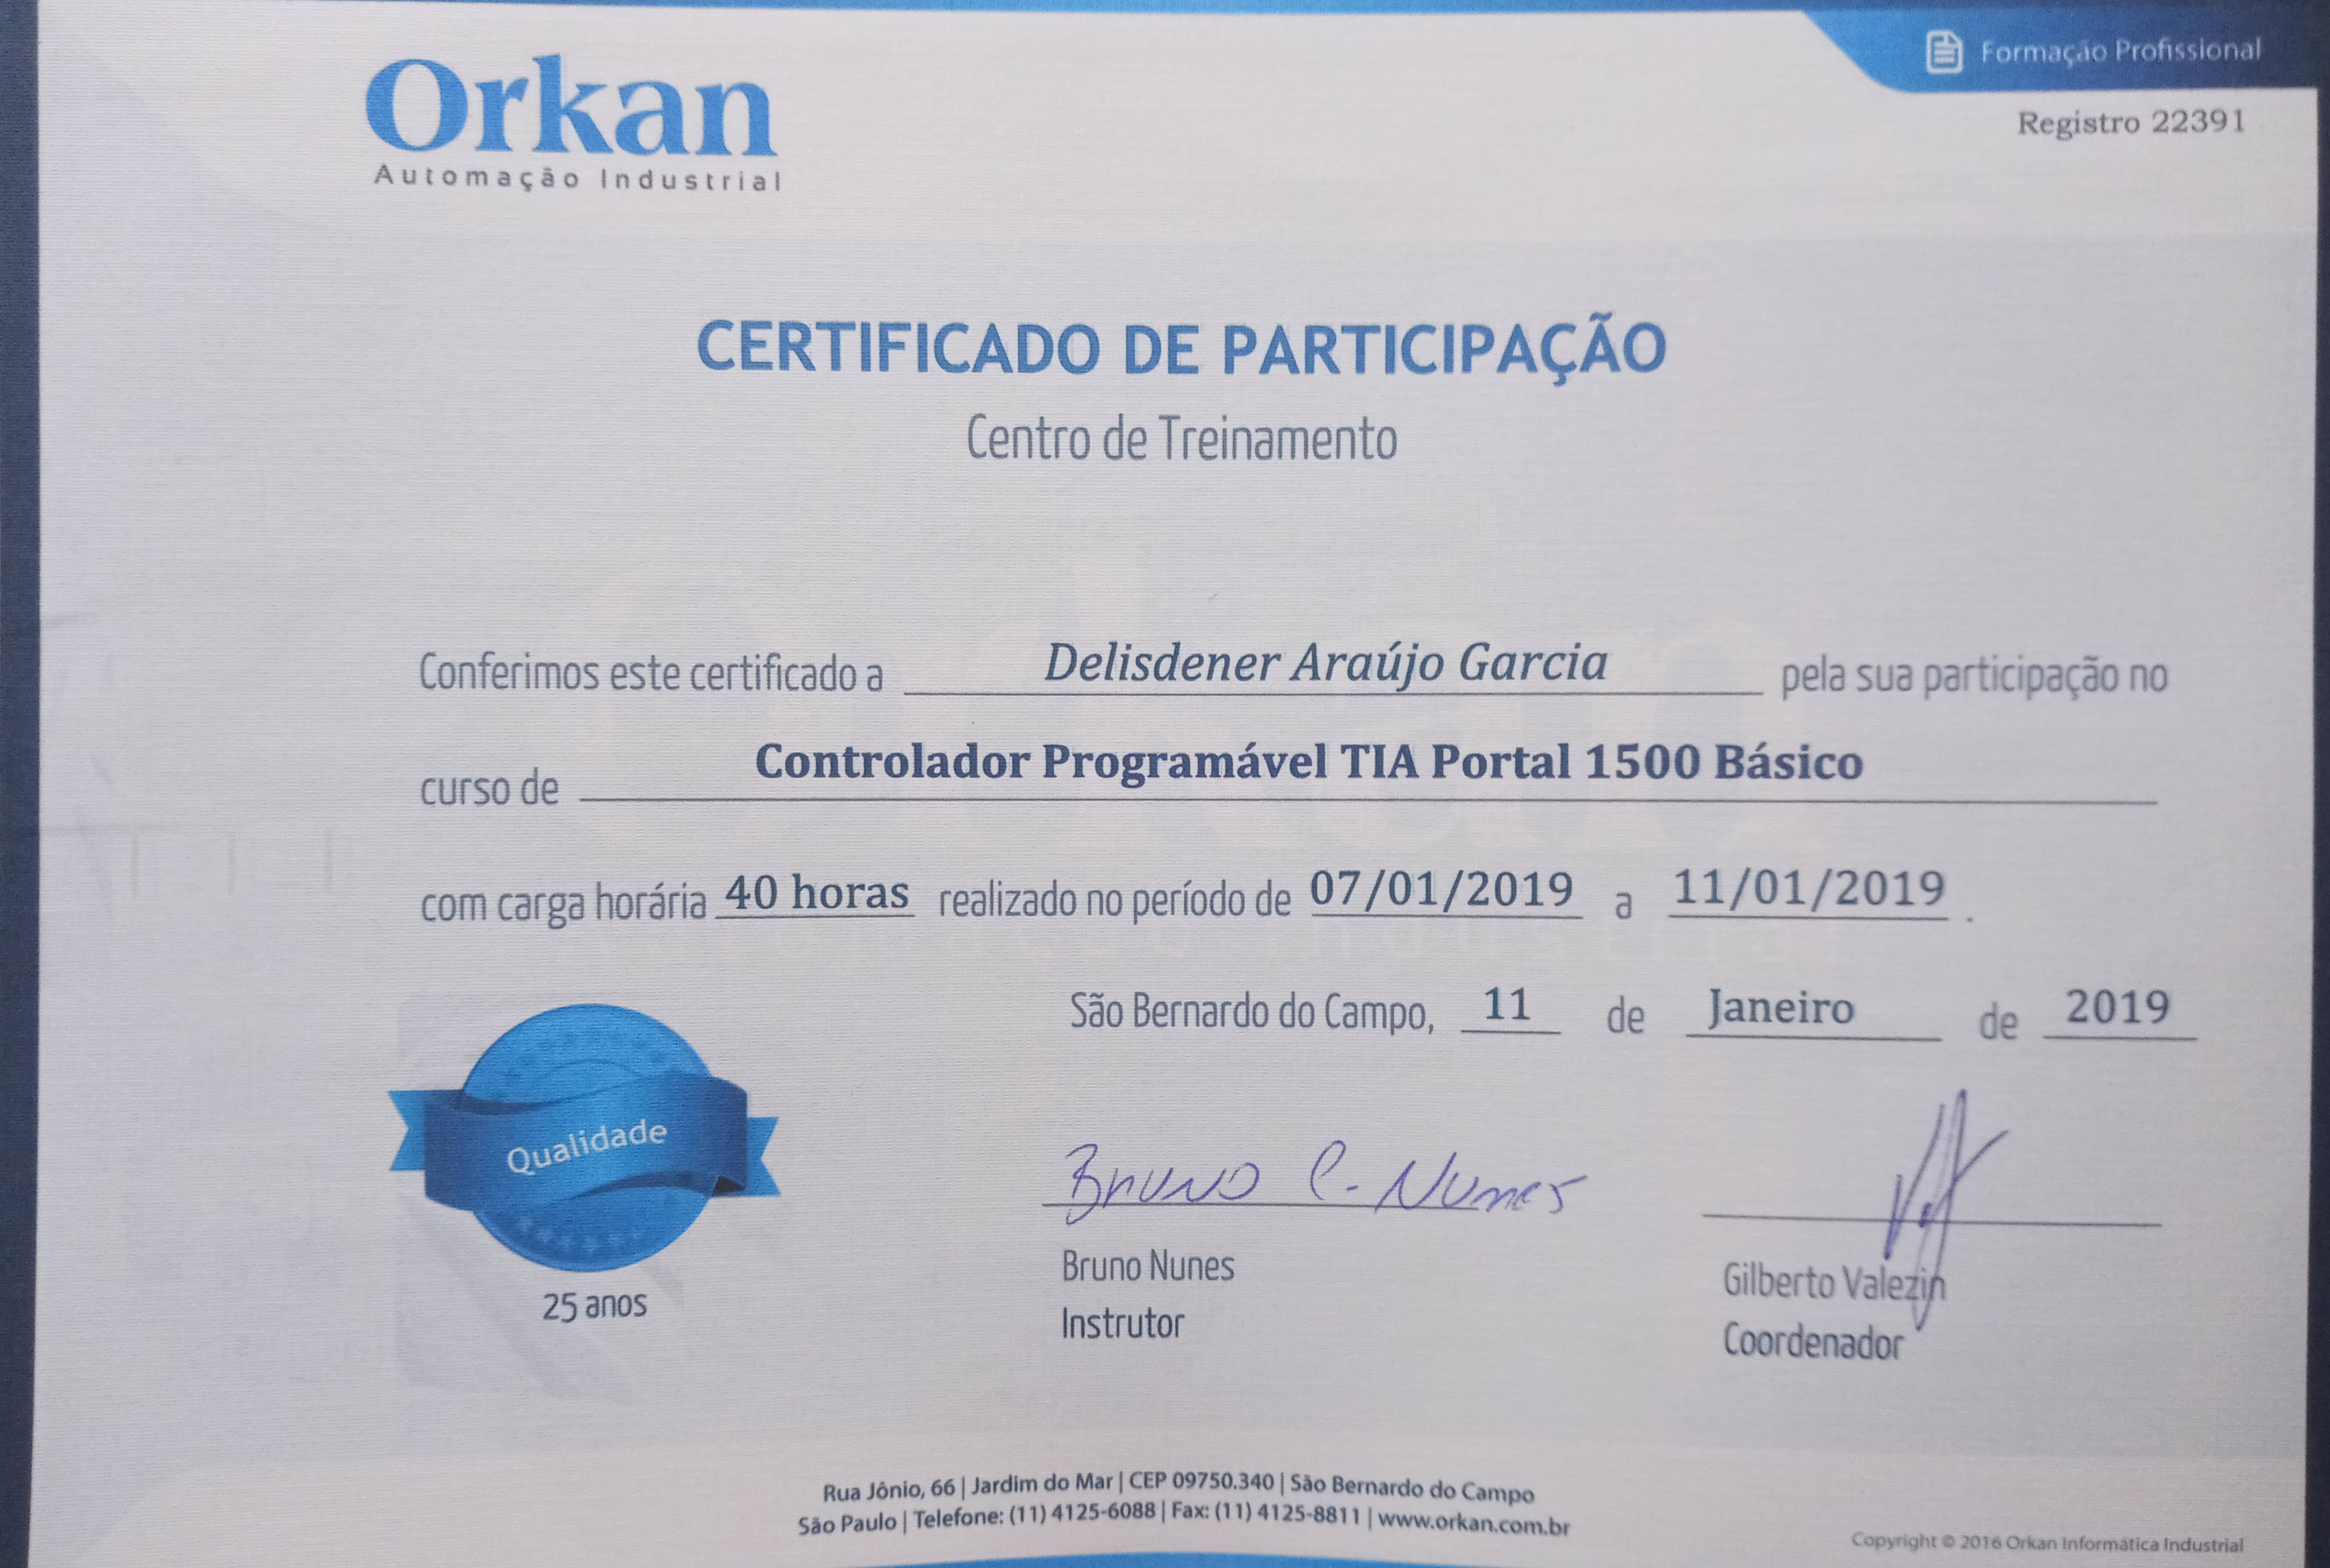 Formação Profissional
Orkan
Automação Industrial
Registro 22391
CERTIFICADO DE PARTICIPAÇÃO
Centro de Treinamento
Conferimos este certificado a Delisdener Araújo Garcia pela sua participação no
curso de Controlador Programável TIA Portal 1500 Básico
com carga horária 40 horas realizado no período de 07/01/2019 a 11/01/2019 .
São Bernardo do Campo, 11 de Janeiro de 2019
Qualidade
25 anos
Bruno C. Nunes
Bruno Nunes
Instrutor
Gilberto Valezin
Coordenador
Rua Jônio, 66 | Jardim do Mar | CEP 09750.340 | São Bernardo do Campo
São Paulo | Telefone: (11) 4125-6088 | Fax: (11) 4125-8811 | www.orkan.com.br
Copyright © 2016 Orkan Informática Industrial